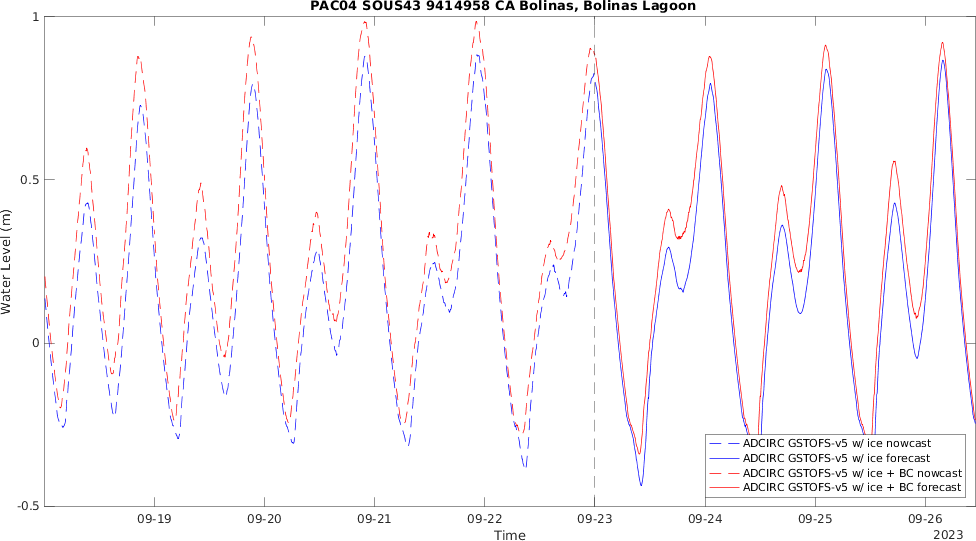 PAC04 SOUS43 9414958 CA Bolinas, Bolinas Lagoon
Water Level (m)
1
0.5
0
-0.5
09-19 09-20 09-21 09-22 09-23 09-24 09-25 09-26
Time
2023
ADCIRC GSTOFS-v5 w/ ice nowcast
ADCIRC GSTOFS-v5 w/ ice forecast
ADCIRC GSTOFS-v5 w/ ice + BC nowcast
ADCIRC GSTOFS-v5 w/ ice + BC forecast